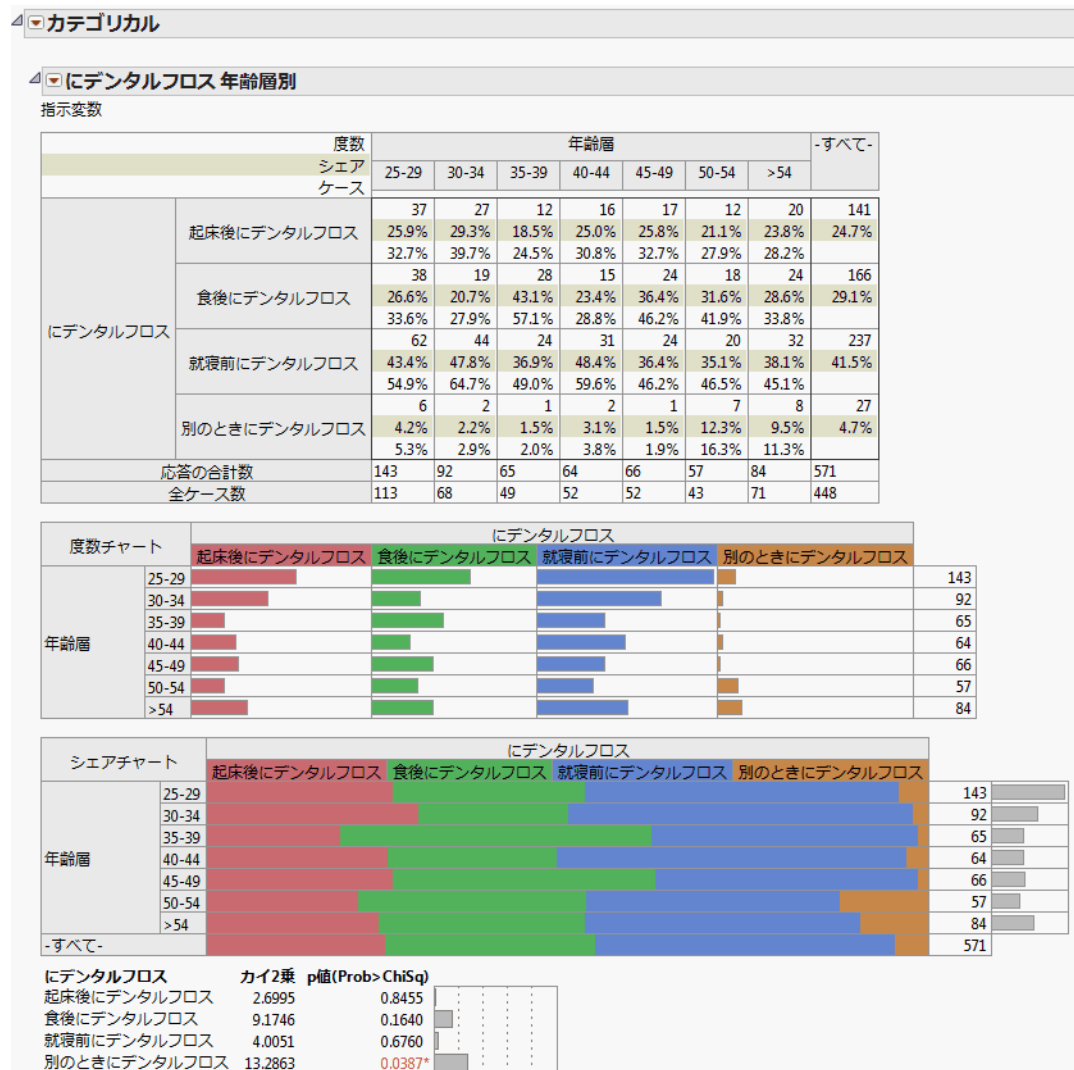 カテゴリカル
にデンタルフロス 年齢層別
指示変数
度数 年齢層 -すべて-
シェア 25-29 30-34 35-39 40-44 45-49 50-54 >54
ケース
37 27 12 16 17 12 20 141
起床後にデンタルフロス 25.9% 29.3% 18.5% 25.0% 25.8% 21.1% 23.8% 24.7%
32.7% 39.7% 24.5% 30.8% 32.7% 27.9% 28.2%
38 19 28 15 24 18 24 166
食後にデンタルフロス 26.6% 20.7% 43.1% 23.4% 36.4% 31.6% 28.6% 29.1%
33.6% 27.9% 57.1% 28.8% 46.2% 41.9% 33.8%
にデンタルフロス
62 44 24 31 24 20 32 237
就寝前にデンタルフロス 43.4% 47.8% 36.9% 48.4% 36.4% 35.1% 38.1% 41.5%
54.9% 64.7% 49.0% 59.6% 46.2% 46.5% 45.1%
6 2 1 2 1 7 8 27
別のときにデンタルフロス 4.2% 2.2% 1.5% 3.1% 1.5% 12.3% 9.5% 4.7%
5.3% 2.9% 2.0% 3.8% 1.9% 16.3% 11.3%
応答の合計数 143 92 65 64 66 57 84 571
全ケース数 113 68 49 52 52 43 71 448
度数チャート にデンタルフロス
起床後にデンタルフロス 食後にデンタルフロス 就寝前にデンタルフロス 別のときにデンタルフロス
25-29 143
30-34 92
35-39 65
年齢層 40-44 64
45-49 66
50-54 57
>54 84
シェアチャート にデンタルフロス
起床後にデンタルフロス 食後にデンタルフロス 就寝前にデンタルフロス 別のときにデンタルフロス
25-29 143
30-34 92
35-39 65
年齢層 40-44 64
45-49 66
50-54 57
>54 84
-すべて- 571
にデンタルフロス カイ2乗 p値(Prob>ChiSq)
起床後にデンタルフロス 2.6995 0.8455
食後にデンタルフロス 9.1746 0.1640
就寝前にデンタルフロス 4.0051 0.6760
別のときにデンタルフロス 13.2863 0.0387*